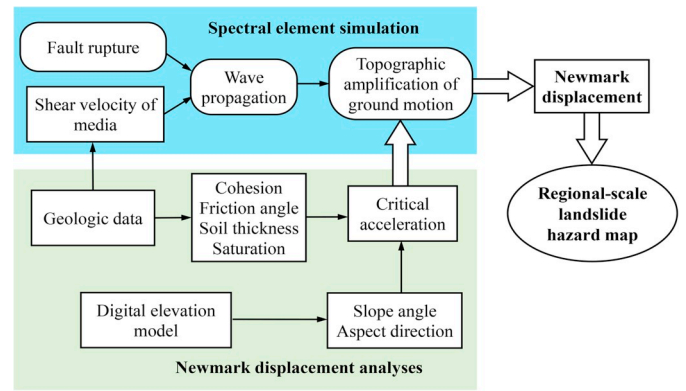 Spectral element simulation
Fault rupture
Shear velocity of
media
Wave
propagation
Topographic
amplification of
ground motion
Newmark
displacement
Regional-scale
landslide
hazard map
Geologic data
Cohesion
Friction angle
Soil thickness
Saturation
Critical
acceleration
Digital elevation
model
Slope angle
Aspect direction
Newmark displacement analyses